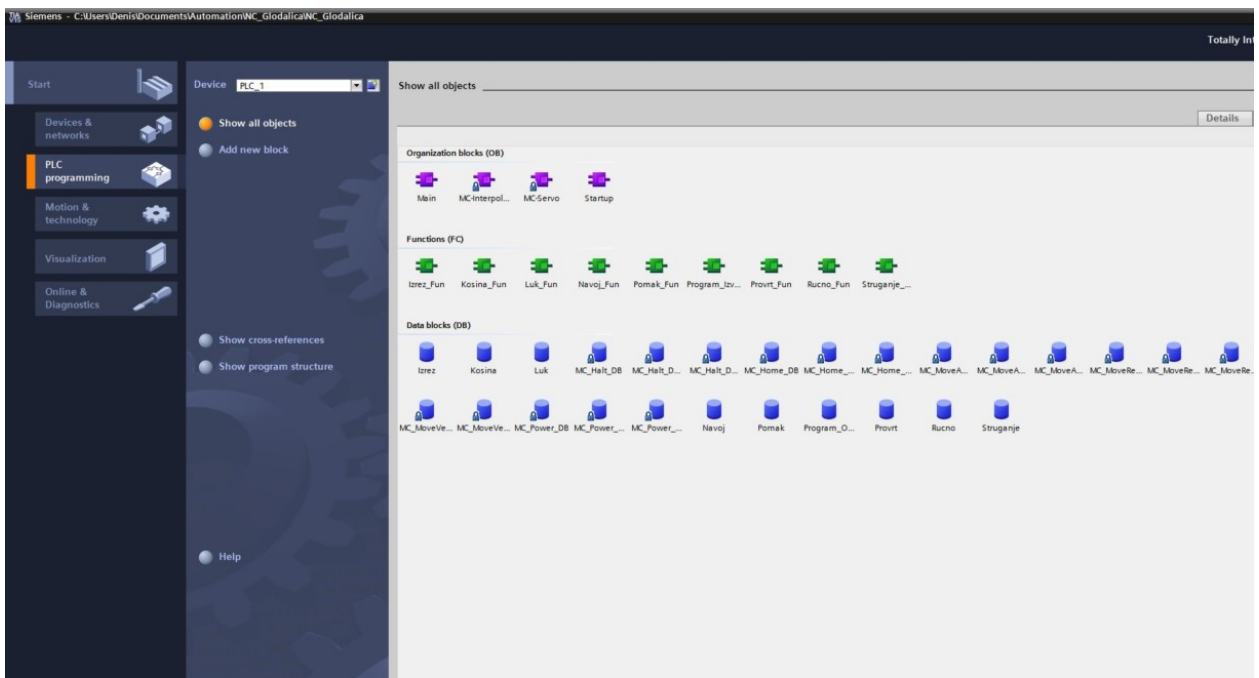 Siemens - C:\Users\Denis\Documents\Automation\NC_Glodalica\NC_Glodalica
Totally Int
Start
Devices &
networks
PLC
programming
Motion &
technology
Visualization
Online &
Diagnostics
Device PLC_1
Show all objects
Add new block
Show cross-references
Show program structure
Help
Show all objects
Details
Organization blocks (OB)
Main MC-Interpol... MC-Servo Startup
Functions (FC)
Izrez_Fun Kosina_Fun Luk_Fun Navoj_Fun Pomak_Fun Program_Izv... Provrt_Fun Rucno_Fun Struganje_...
Data blocks (DB)
Izrez Kosina Luk MC_Halt_DB MC_Halt_D... MC_Halt_D... MC_Home_DB MC_Home_... MC_Home_... MC_MoveA... MC_MoveA... MC_MoveA... MC_MoveRe... MC_MoveRe... MC_MoveRe.
MC_MoveVe... MC_MoveVe... MC_Power_DB MC_Power_... MC_Power_... Navoj Pomak Program_O... Provrt Rucno Struganje